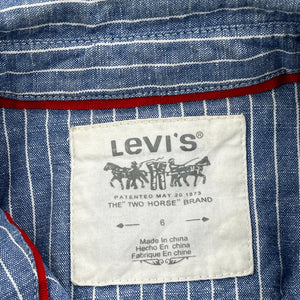 Levi's®
PATENTED MAY 20 1873
THE "TWO HORSE" BRAND
6
Made In china
Hecho En china
Fabrique En chine